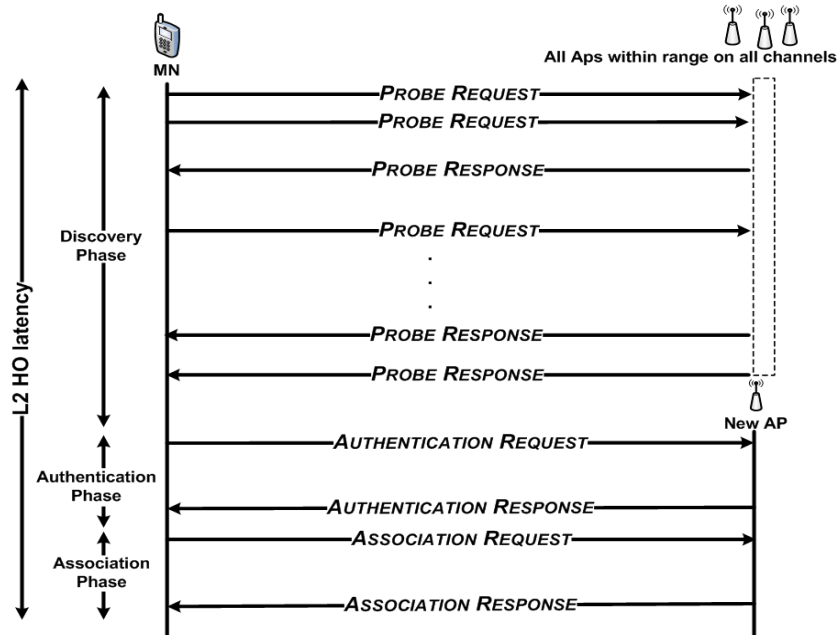 All Aps within range on all channels
MN
PROBE REQUEST
PROBE REQUEST
PROBE RESPONSE
PROBE REQUEST
Discovery
Phase
.
.
.
PROBE RESPONSE
PROBE RESPONSE
L2 HO latency
New AP
AUTHENTICATION REQUEST
Authentication
Phase
AUTHENTICATION RESPONSE
ASSOCIATION REQUEST
Association
Phase
ASSOCIATION RESPONSE